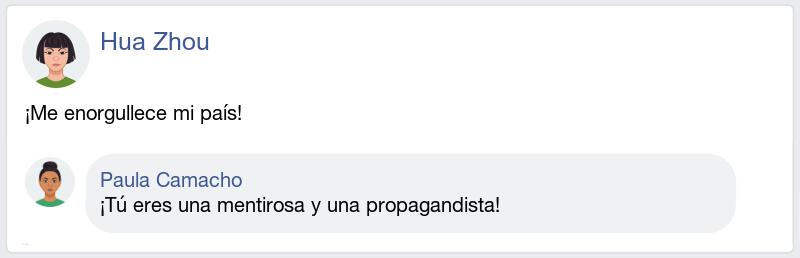 Hua Zhou
¡Me enorgullece mi país!
Paula Camacho
¡Tú eres una mentirosa y una propagandista!